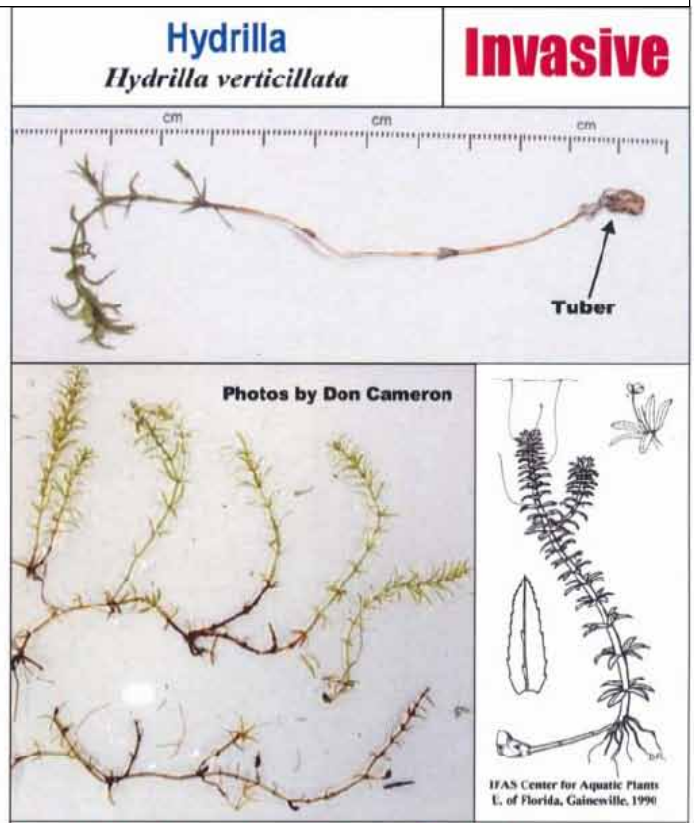 Hydrilla
Hydrilla verticillata
Invasive
cm cm cm
Tuber
Photos by Don Cameron
IFAS Center for Aquatic Plants
U. of Florida, Gainesville, 1990